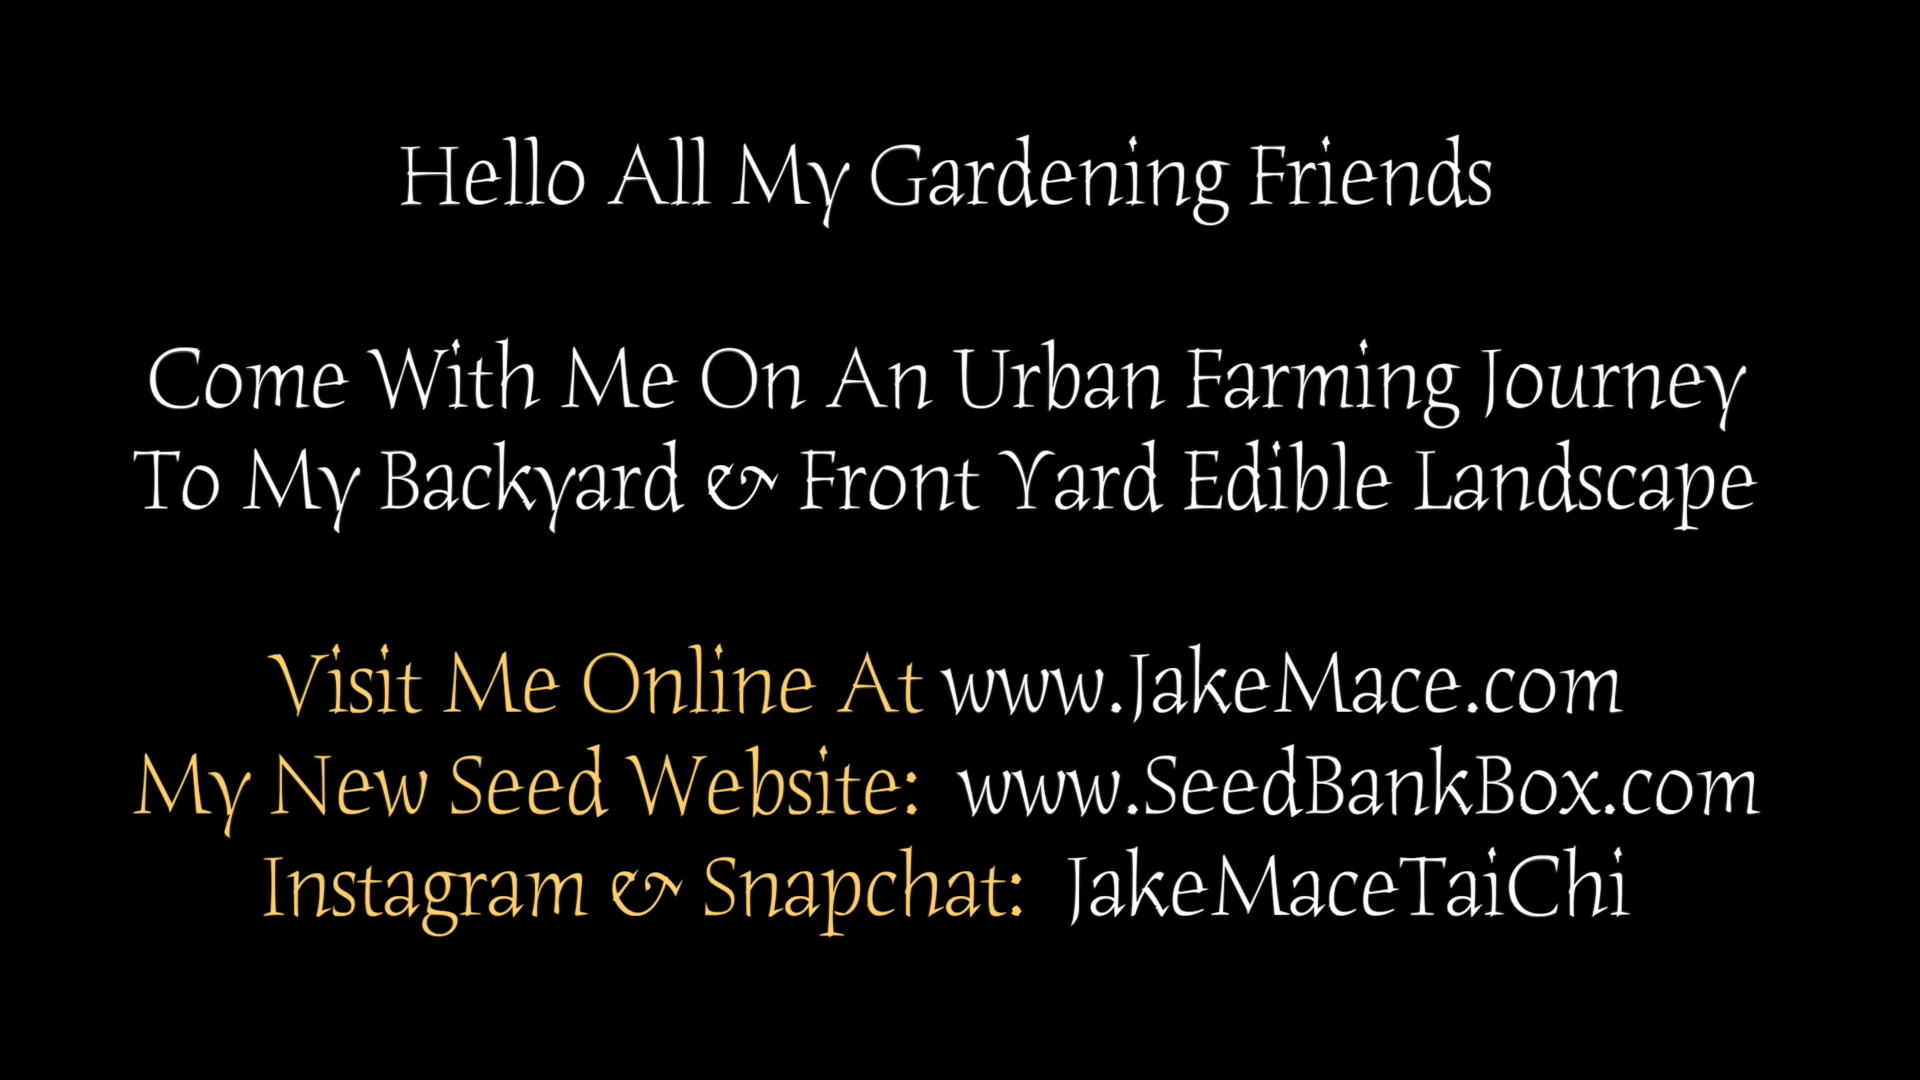 Hello All My Gardening Friends
Come With Me On An Urban Farming Journey
To My Backyard & Front Yard Edible Landscape
Visit Me Online At www.JakeMace.com
My New Seed Website: www.SeedBankBox.com
Instagram & Snapchat: JakeMaceTaiChi